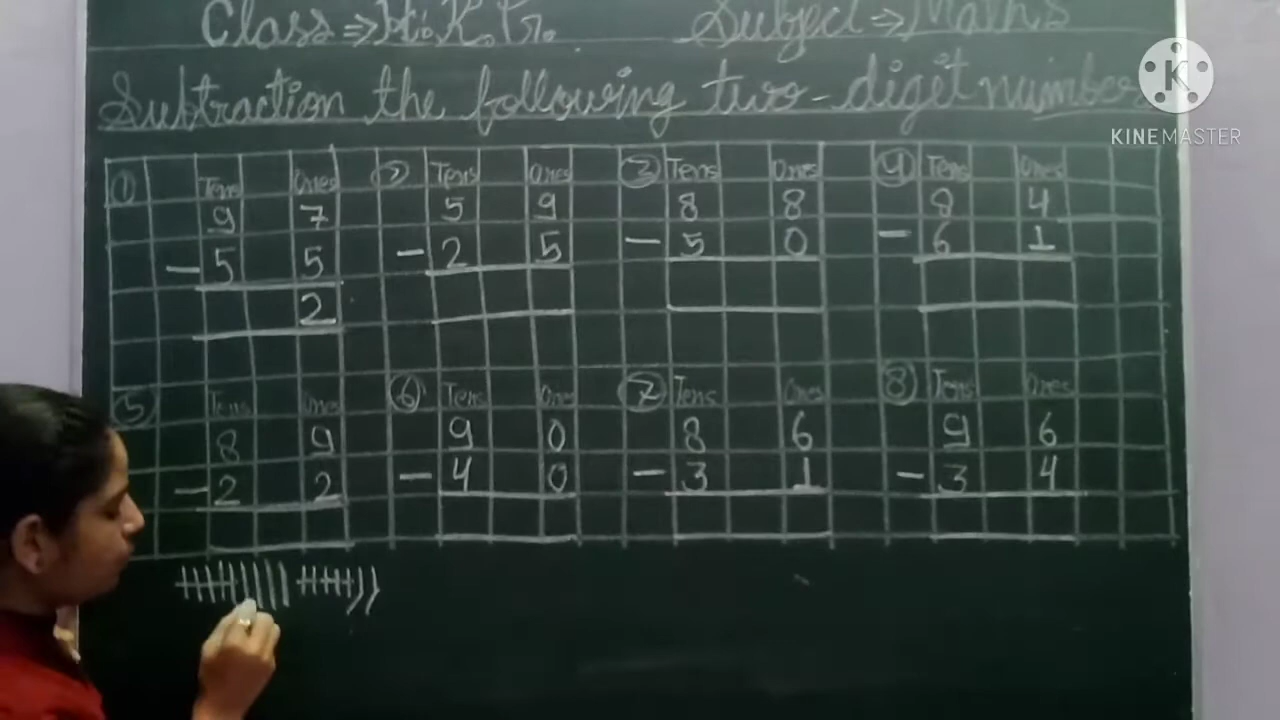 Class ⇒ H.K.G. Subject ⇒ Maths
Subtraction the following two-digit numbers
K
KINEMASTER
① Tens Ones ② Tens Ones ③ Tens Ones ④ Tens Ones
9 7 5 9 8 8 8 4
- 5 5 - 2 5 - 5 0 - 6 1
2
⑤ Tens Ones ⑥ Tens Ones ⑦ Tens Ones ⑧ Tens Ones
8 9 9 0 8 6 9 6
- 2 2 - 4 0 - 3 1 - 3 4